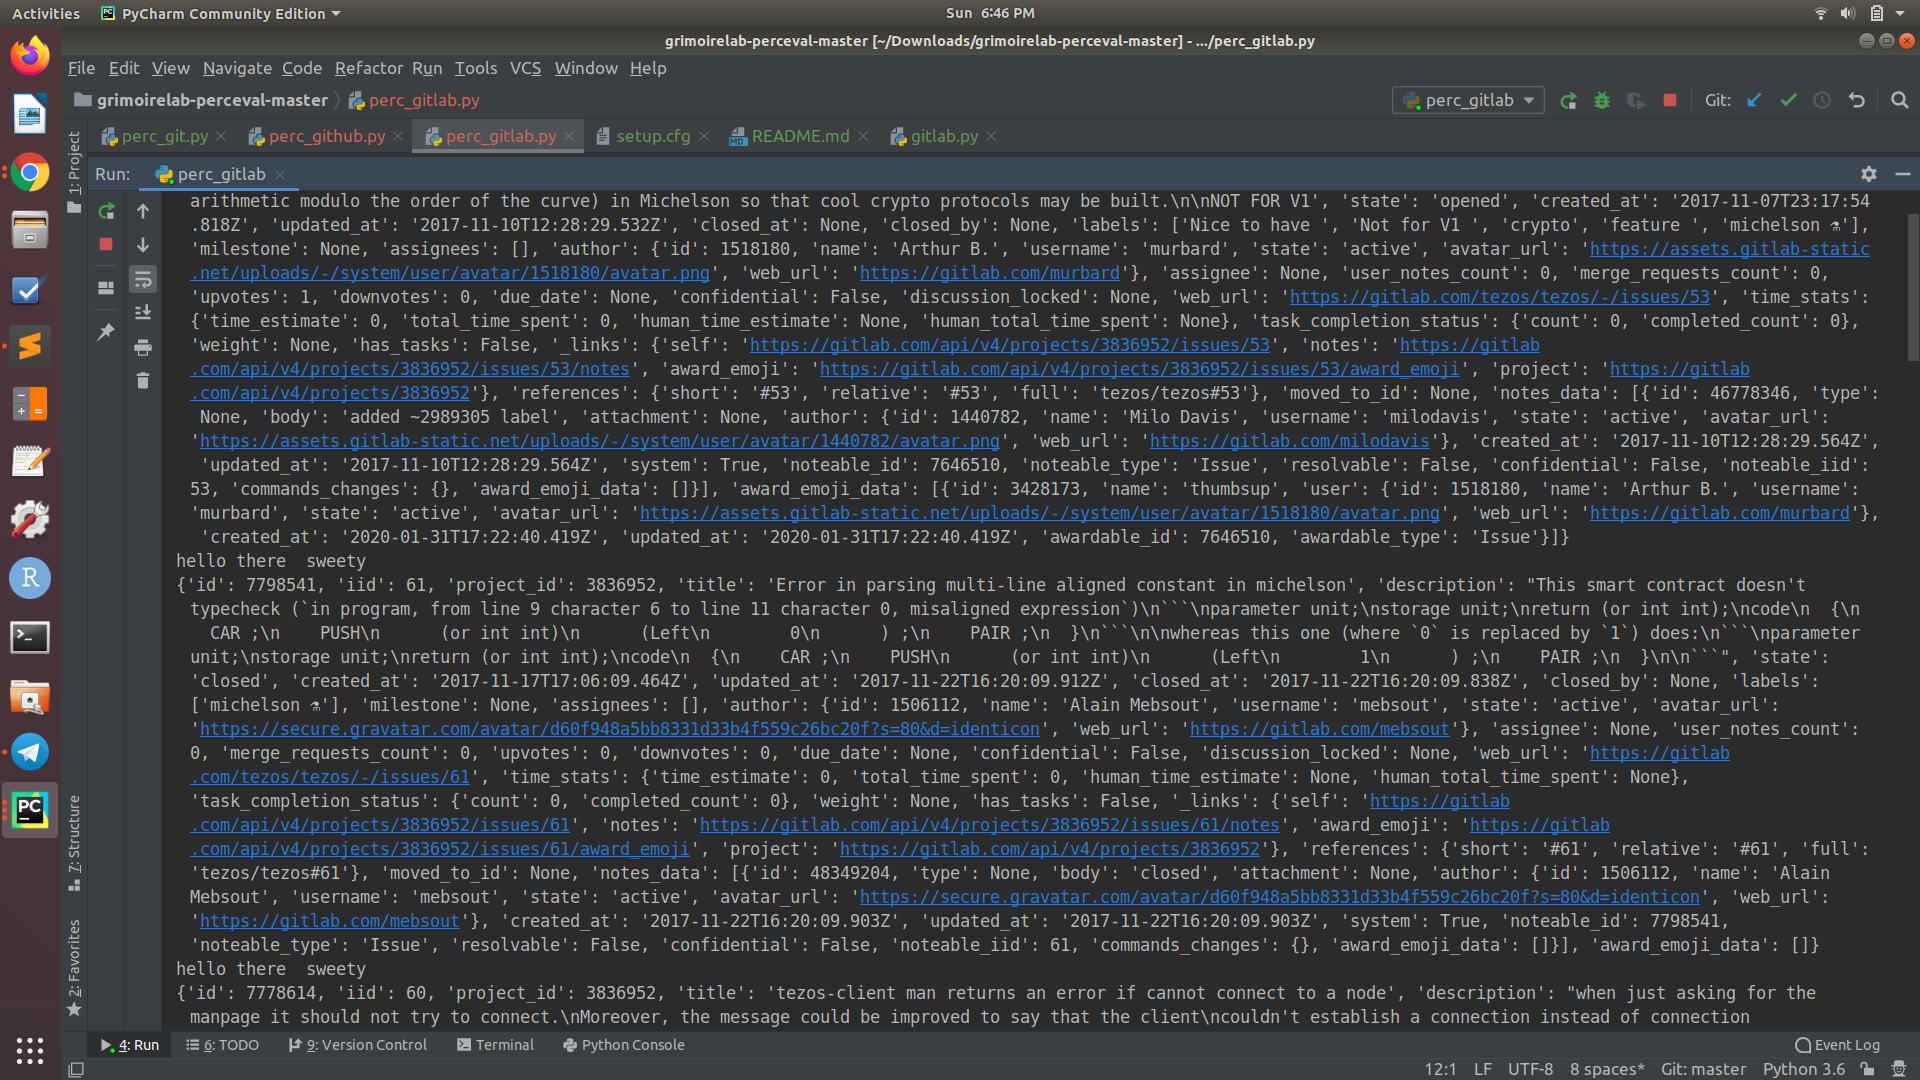 Activities PyCharm Community Edition Sun 6:46 PM
grimoirelab-perceval-master [~/Downloads/grimoirelab-perceval-master] - .../perc_gitlab.py
File Edit View Navigate Code Refactor Run Tools VCS Window Help
grimoirelab-perceval-master perc_gitlab.py perc_gitlab Git:
perc_git.py perc_github.py perc_gitlab.py setup.cfg README.md gitlab.py
1: Project
Run: perc_gitlab
arithmetic modulo the order of the curve) in Michelson so that cool crypto protocols may be built.\n\nNOT FOR V1', 'state': 'opened', 'created_at': '2017-11-07T23:17:54
.818Z', 'updated_at': '2017-11-10T12:28:29.532Z', 'closed_at': None, 'closed_by': None, 'labels': ['Nice to have ', 'Not for V1 ', 'crypto', 'feature ', 'michelson ⚗'],
'milestone': None, 'assignees': [], 'author': {'id': 1518180, 'name': 'Arthur B.', 'username': 'murbard', 'state': 'active', 'avatar_url': 'https://assets.gitlab-static
.net/uploads/-/system/user/avatar/1518180/avatar.png', 'web_url': 'https://gitlab.com/murbard'}, 'assignee': None, 'user_notes_count': 0, 'merge_requests_count': 0,
'upvotes': 1, 'downvotes': 0, 'due_date': None, 'confidential': False, 'discussion_locked': None, 'web_url': 'https://gitlab.com/tezos/tezos/-/issues/53', 'time_stats':
{'time_estimate': 0, 'total_time_spent': 0, 'human_time_estimate': None, 'human_total_time_spent': None}, 'task_completion_status': {'count': 0, 'completed_count': 0},
'weight': None, 'has_tasks': False, '_links': {'self': 'https://gitlab.com/api/v4/projects/3836952/issues/53', 'notes': 'https://gitlab
.com/api/v4/projects/3836952/issues/53/notes', 'award_emoji': 'https://gitlab.com/api/v4/projects/3836952/issues/53/award_emoji', 'project': 'https://gitlab
.com/api/v4/projects/3836952'}, 'references': {'short': '#53', 'relative': '#53', 'full': 'tezos/tezos#53'}, 'moved_to_id': None, 'notes_data': [{'id': 46778346, 'type':
None, 'body': 'added ~2989305 label', 'attachment': None, 'author': {'id': 1440782, 'name': 'Milo Davis', 'username': 'milodavis', 'state': 'active', 'avatar_url':
'https://assets.gitlab-static.net/uploads/-/system/user/avatar/1440782/avatar.png', 'web_url': 'https://gitlab.com/milodavis'}, 'created_at': '2017-11-10T12:28:29.564Z',
'updated_at': '2017-11-10T12:28:29.564Z', 'system': True, 'noteable_id': 7646510, 'noteable_type': 'Issue', 'resolvable': False, 'confidential': False, 'noteable_iid':
53, 'commands_changes': {}, 'award_emoji_data': []}], 'award_emoji_data': [{'id': 3428173, 'name': 'thumbsup', 'user': {'id': 1518180, 'name': 'Arthur B.', 'username':
'murbard', 'state': 'active', 'avatar_url': 'https://assets.gitlab-static.net/uploads/-/system/user/avatar/1518180/avatar.png', 'web_url': 'https://gitlab.com/murbard'},
'created_at': '2020-01-31T17:22:40.419Z', 'updated_at': '2020-01-31T17:22:40.419Z', 'awardable_id': 7646510, 'awardable_type': 'Issue'}]}
hello there  sweety
{'id': 7798541, 'iid': 61, 'project_id': 3836952, 'title': 'Error in parsing multi-line aligned constant in michelson', 'description': "This smart contract doesn't
typecheck (`in program, from line 9 character 6 to line 11 character 0, misaligned expression`)\n```\nparameter unit;\nstorage unit;\nreturn (or int int);\ncode\n  {\n
CAR ;\n    PUSH\n      (or int int)\n      (Left\n        0\n      ) ;\n    PAIR ;\n  }\n```\n\nwhereas this one (where `0` is replaced by `1`) does:\n```\nparameter
unit;\nstorage unit;\nreturn (or int int);\ncode\n  {\n    CAR ;\n    PUSH\n      (or int int)\n      (Left\n        1\n      ) ;\n    PAIR ;\n  }\n\n```", 'state':
'closed', 'created_at': '2017-11-17T17:06:09.464Z', 'updated_at': '2017-11-22T16:20:09.912Z', 'closed_at': '2017-11-22T16:20:09.838Z', 'closed_by': None, 'labels':
['michelson ⚗'], 'milestone': None, 'assignees': [], 'author': {'id': 1506112, 'name': 'Alain Mebsout', 'username': 'mebsout', 'state': 'active', 'avatar_url':
'https://secure.gravatar.com/avatar/d60f948a5bb8331d33b4f559c26bc20f?s=80&d=identicon', 'web_url': 'https://gitlab.com/mebsout'}, 'assignee': None, 'user_notes_count':
0, 'merge_requests_count': 0, 'upvotes': 0, 'downvotes': 0, 'due_date': None, 'confidential': False, 'discussion_locked': None, 'web_url': 'https://gitlab
.com/tezos/tezos/-/issues/61', 'time_stats': {'time_estimate': 0, 'total_time_spent': 0, 'human_time_estimate': None, 'human_total_time_spent': None},
'task_completion_status': {'count': 0, 'completed_count': 0}, 'weight': None, 'has_tasks': False, '_links': {'self': 'https://gitlab
.com/api/v4/projects/3836952/issues/61', 'notes': 'https://gitlab.com/api/v4/projects/3836952/issues/61/notes', 'award_emoji': 'https://gitlab
.com/api/v4/projects/3836952/issues/61/award_emoji', 'project': 'https://gitlab.com/api/v4/projects/3836952'}, 'references': {'short': '#61', 'relative': '#61', 'full':
'tezos/tezos#61'}, 'moved_to_id': None, 'notes_data': [{'id': 48349204, 'type': None, 'body': 'closed', 'attachment': None, 'author': {'id': 1506112, 'name': 'Alain
Mebsout', 'username': 'mebsout', 'state': 'active', 'avatar_url': 'https://secure.gravatar.com/avatar/d60f948a5bb8331d33b4f559c26bc20f?s=80&d=identicon', 'web_url':
'https://gitlab.com/mebsout'}, 'created_at': '2017-11-22T16:20:09.903Z', 'updated_at': '2017-11-22T16:20:09.903Z', 'system': True, 'noteable_id': 7798541,
'noteable_type': 'Issue', 'resolvable': False, 'confidential': False, 'noteable_iid': 61, 'commands_changes': {}, 'award_emoji_data': []}], 'award_emoji_data': []}
hello there  sweety
{'id': 7778614, 'iid': 60, 'project_id': 3836952, 'title': 'tezos-client man returns an error if cannot connect to a node', 'description': "when just asking for the
manpage it should not try to connect.\nMoreover, the message could be improved to say that the client\ncouldn't establish a connection instead of connection
7: Structure
2: Favorites
4: Run 6: TODO 9: Version Control Terminal Python Console Event Log
12:1 LF UTF-8 8 spaces* Git: master Python 3.6